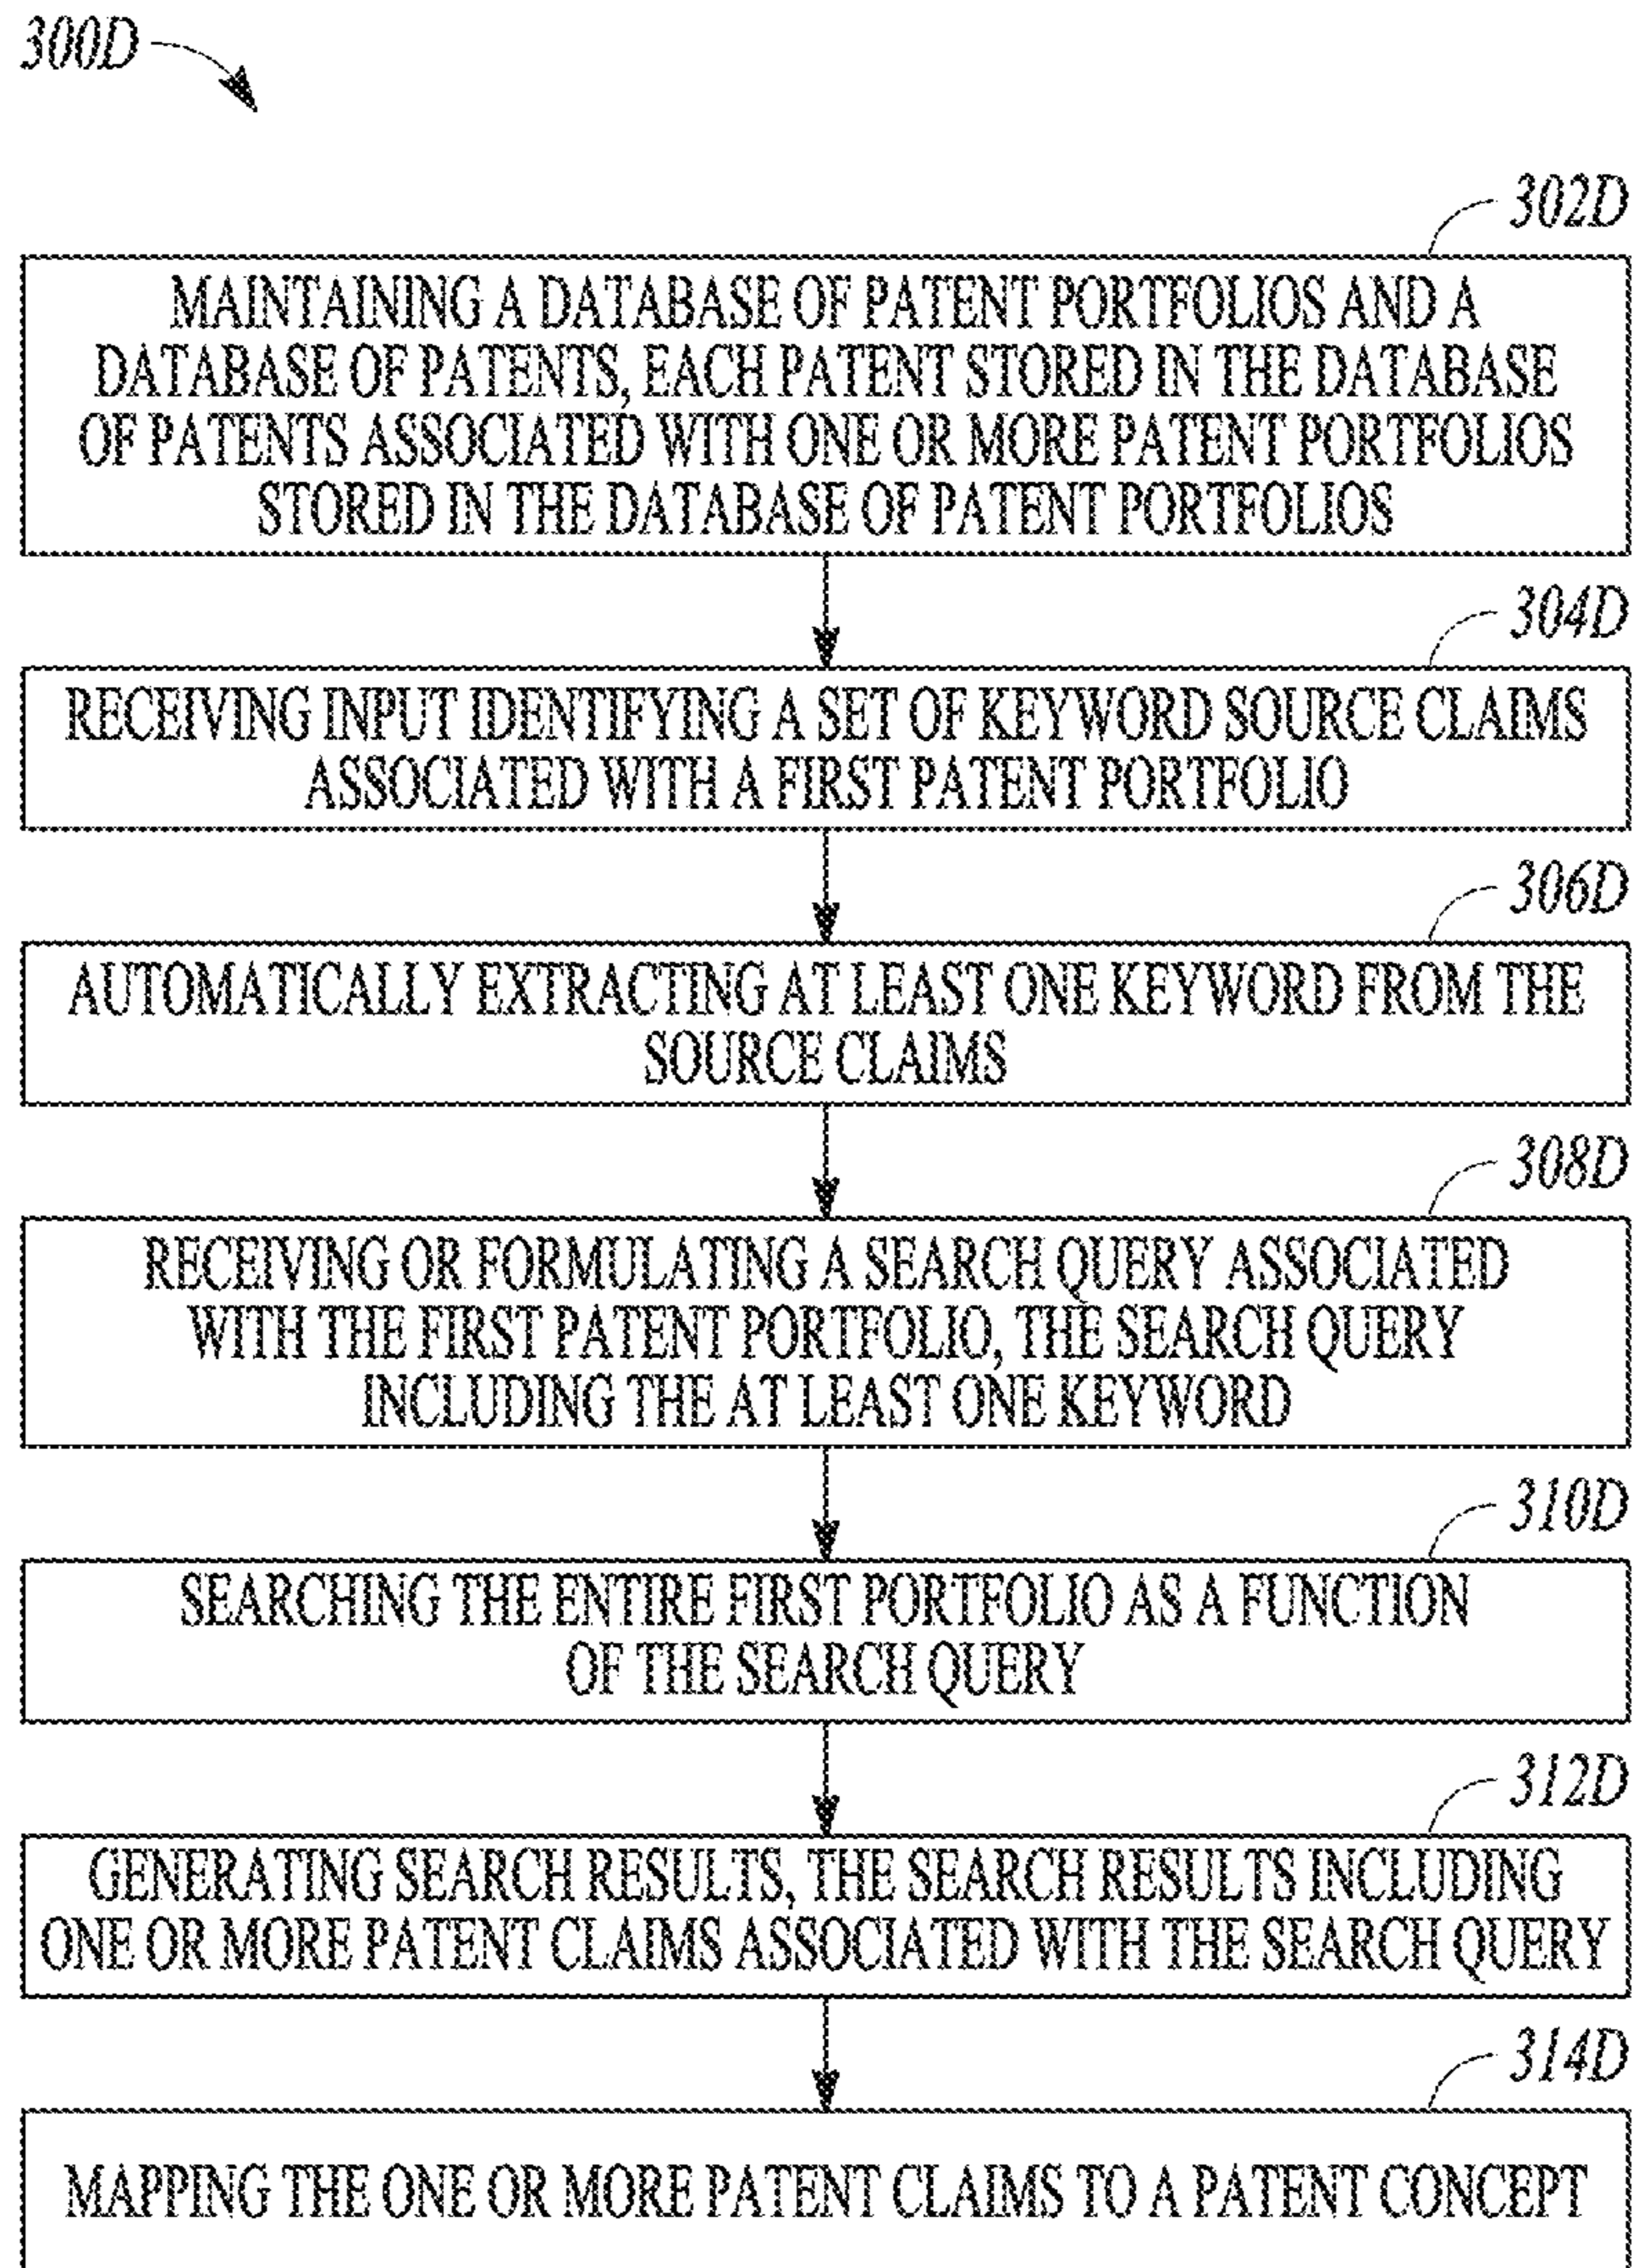 300D
302D
MAINTAINING A DATABASE OF PATENT PORTFOLIOS AND A
DATABASE OF PATENTS, EACH PATENT STORED IN THE DATABASE
OF PATENTS ASSOCIATED WITH ONE OR MORE PATENT PORTFOLIOS
STORED IN THE DATABASE OF PATENT PORTFOLIOS
304D
RECEIVING INPUT IDENTIFYING A SET OF KEYWORD SOURCE CLAIMS
ASSOCIATED WITH A FIRST PATENT PORTFOLIO
306D
AUTOMATICALLY EXTRACTING AT LEAST ONE KEYWORD FROM THE
SOURCE CLAIMS
308D
RECEIVING OR FORMULATING A SEARCH QUERY ASSOCIATED
WITH THE FIRST PATENT PORTFOLIO, THE SEARCH QUERY
INCLUDING THE AT LEAST ONE KEYWORD
310D
SEARCHING THE ENTIRE FIRST PORTFOLIO AS A FUNCTION
OF THE SEARCH QUERY
312D
GENERATING SEARCH RESULTS, THE SEARCH RESULTS INCLUDING
ONE OR MORE PATENT CLAIMS ASSOCIATED WITH THE SEARCH QUERY
314D
MAPPING THE ONE OR MORE PATENT CLAIMS TO A PATENT CONCEPT